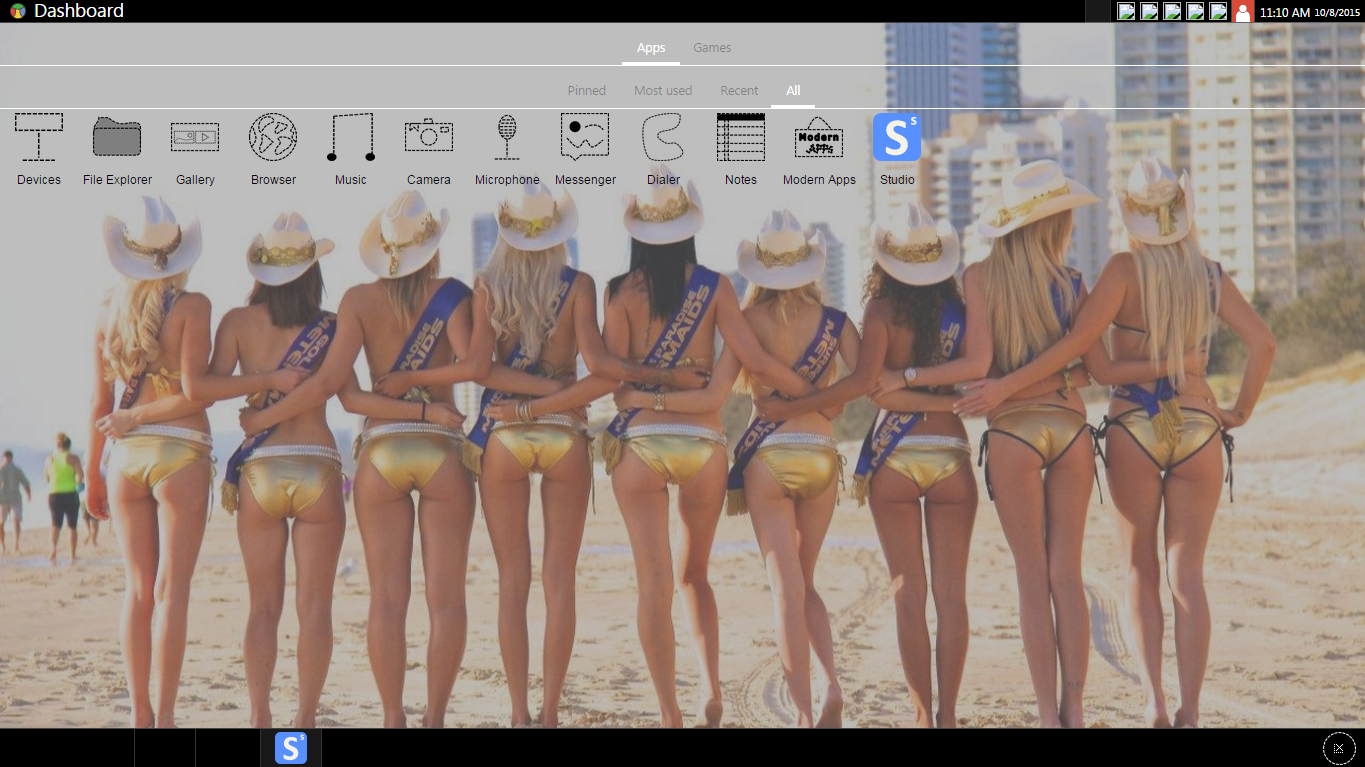 Dashboard
11:10 AM 10/8/2015
Apps Games
Pinned Most used Recent All
Modern
Apps
S s
Devices File Explorer Gallery Browser Music Camera Microphone Messenger Dialer Notes Modern Apps Studio
PARADISE
S s